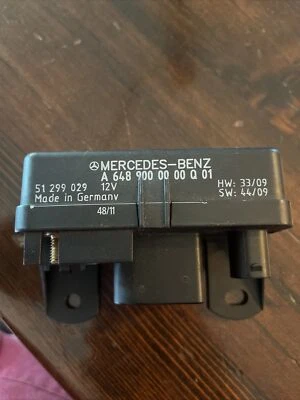 MERCEDES-BENZ
A 648 900 00 00 Q 01
51 299 029 12V HW: 33/09
Made in Germany SW: 44/09
48/11